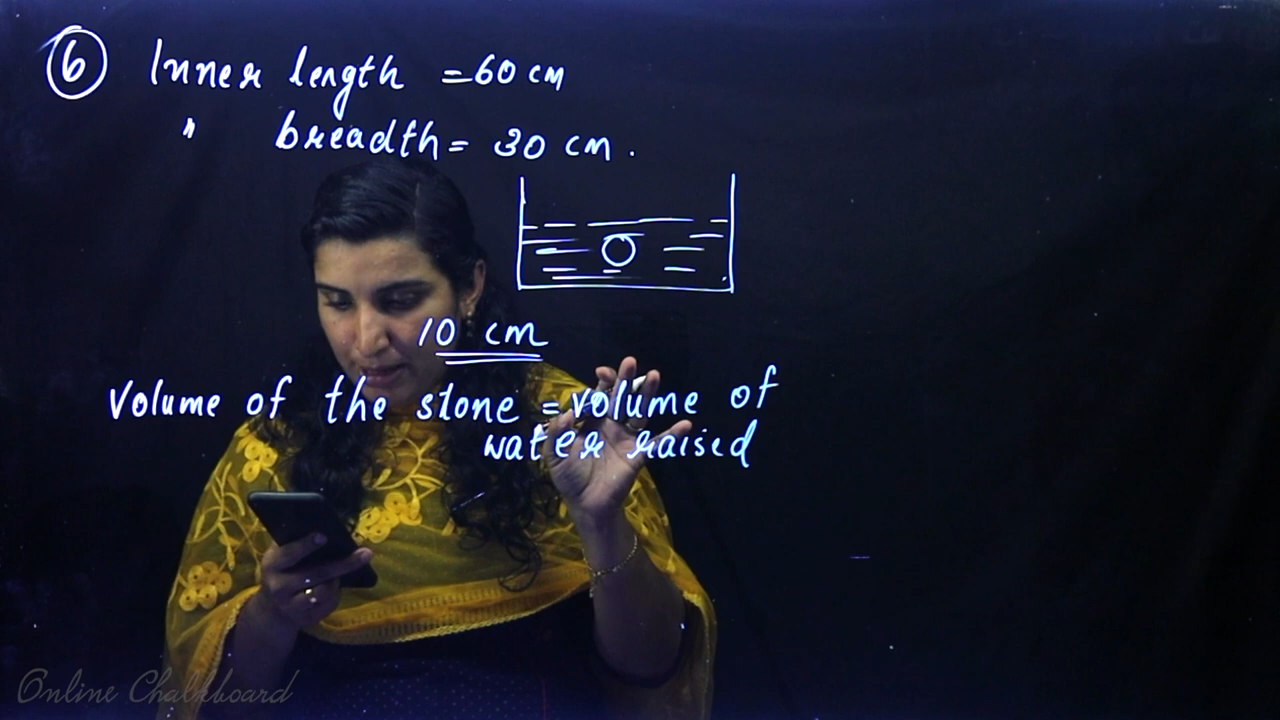 6 Inner length = 60 cm
" breadth = 30 cm.
10 cm
Volume of the stone = volume of
water raised
Online Chalkboard